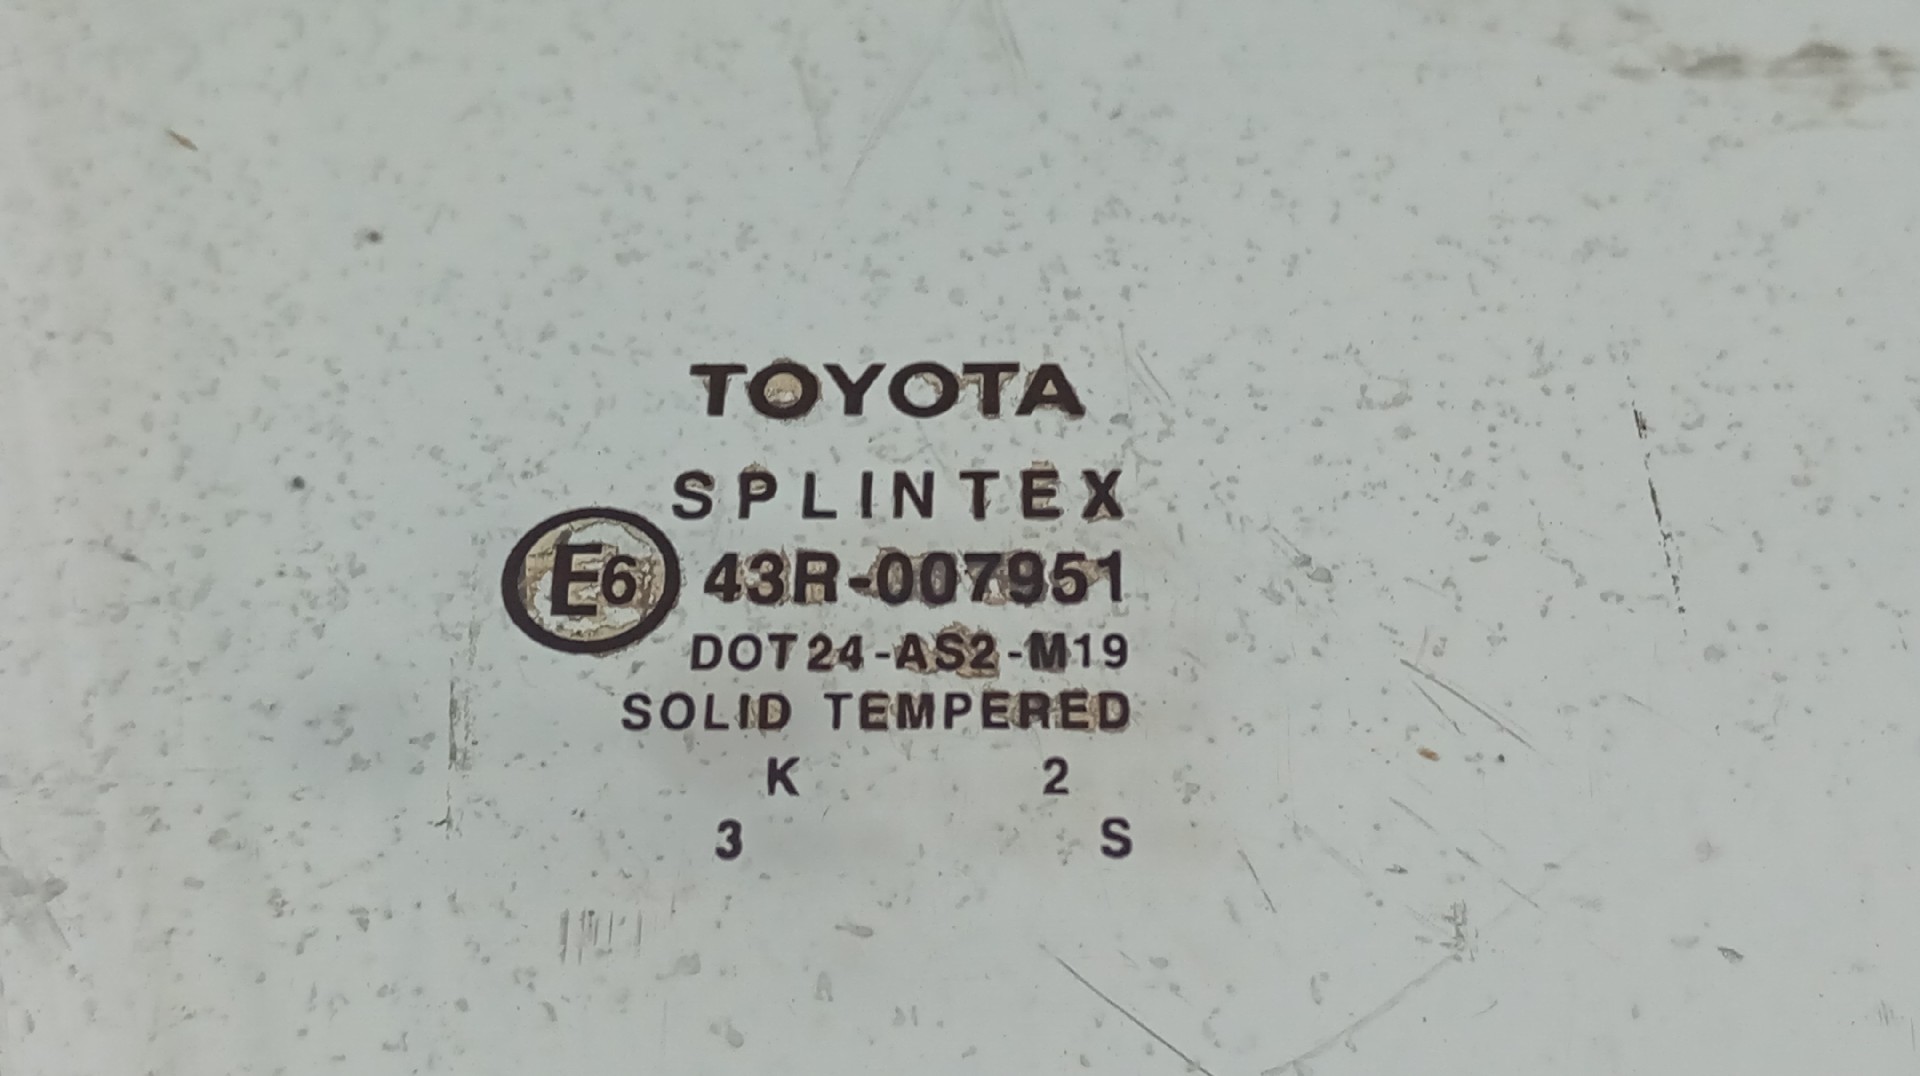 TOYOTA
SPLINTEX
E6 43R-007951
DOT24-AS2-M19
SOLID TEMPERED
K 2
3 S